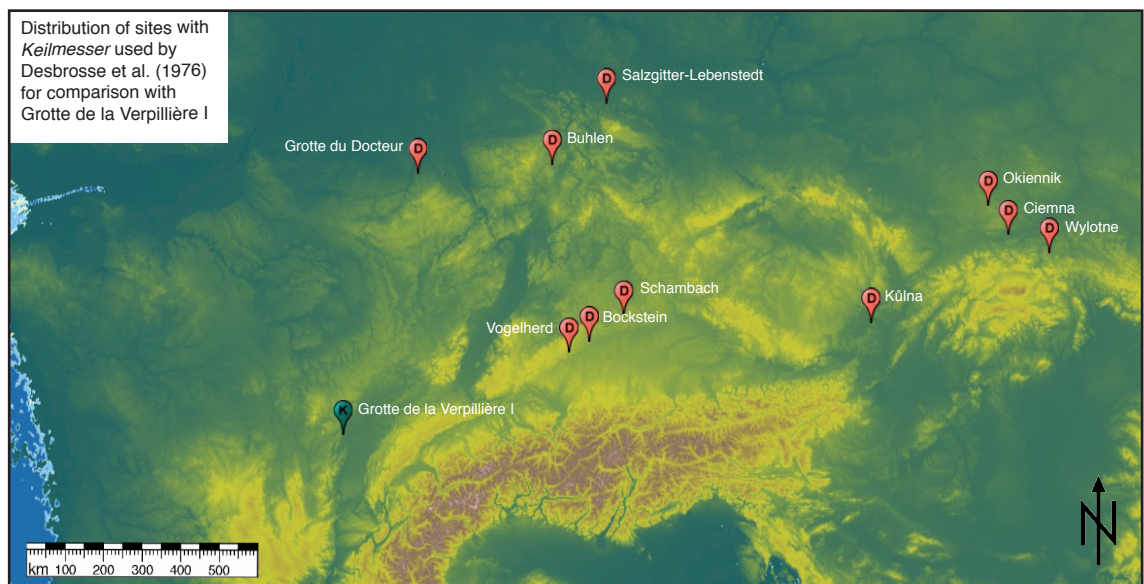 Distribution of sites with
Keilmesser used by
Desbrosse et al. (1976)
for comparison with
Grotte de la Verpillière I
D Salzgitter-Lebenstedt
Grotte du Docteur D
D Buhlen
D Okiennik
D Ciemna
D Wylotne
D Schambach
D Kůlna
D Bockstein
Vogelherd D
K Grotte de la Verpillière I
km 100 200 300 400 500
N